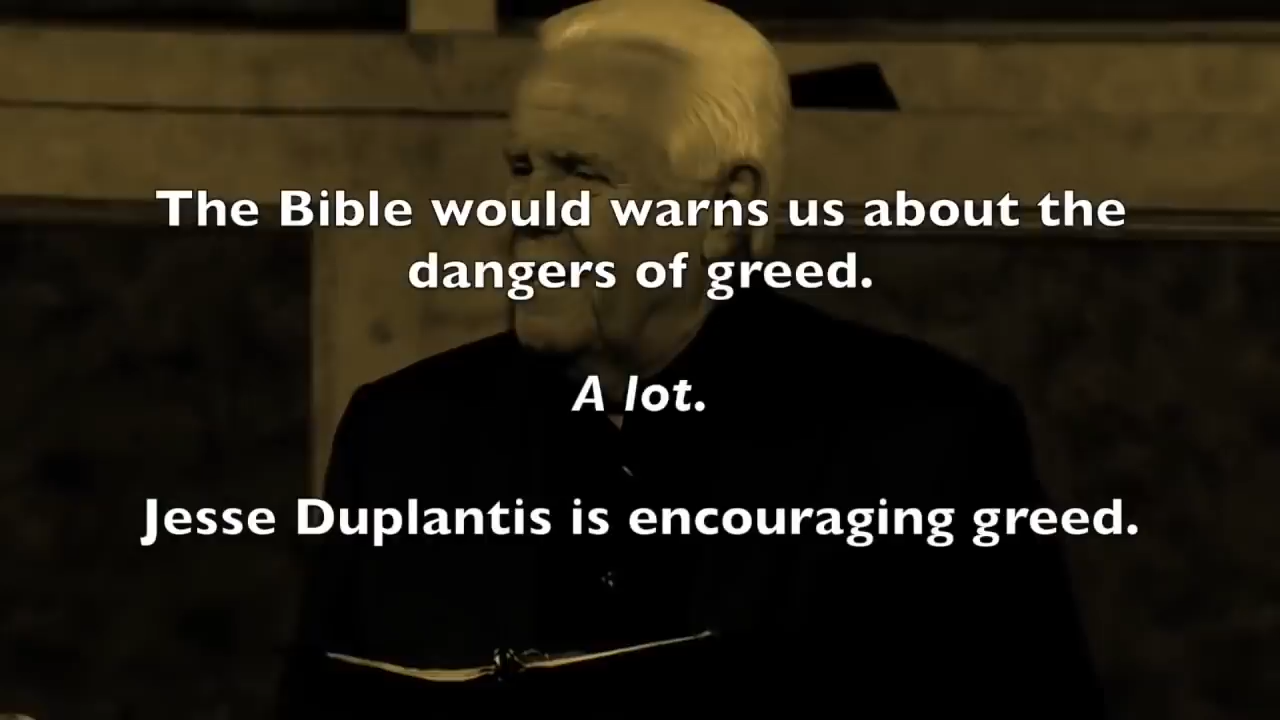 The Bible would warns us about the
dangers of greed.
A lot.
Jesse Duplantis is encouraging greed.